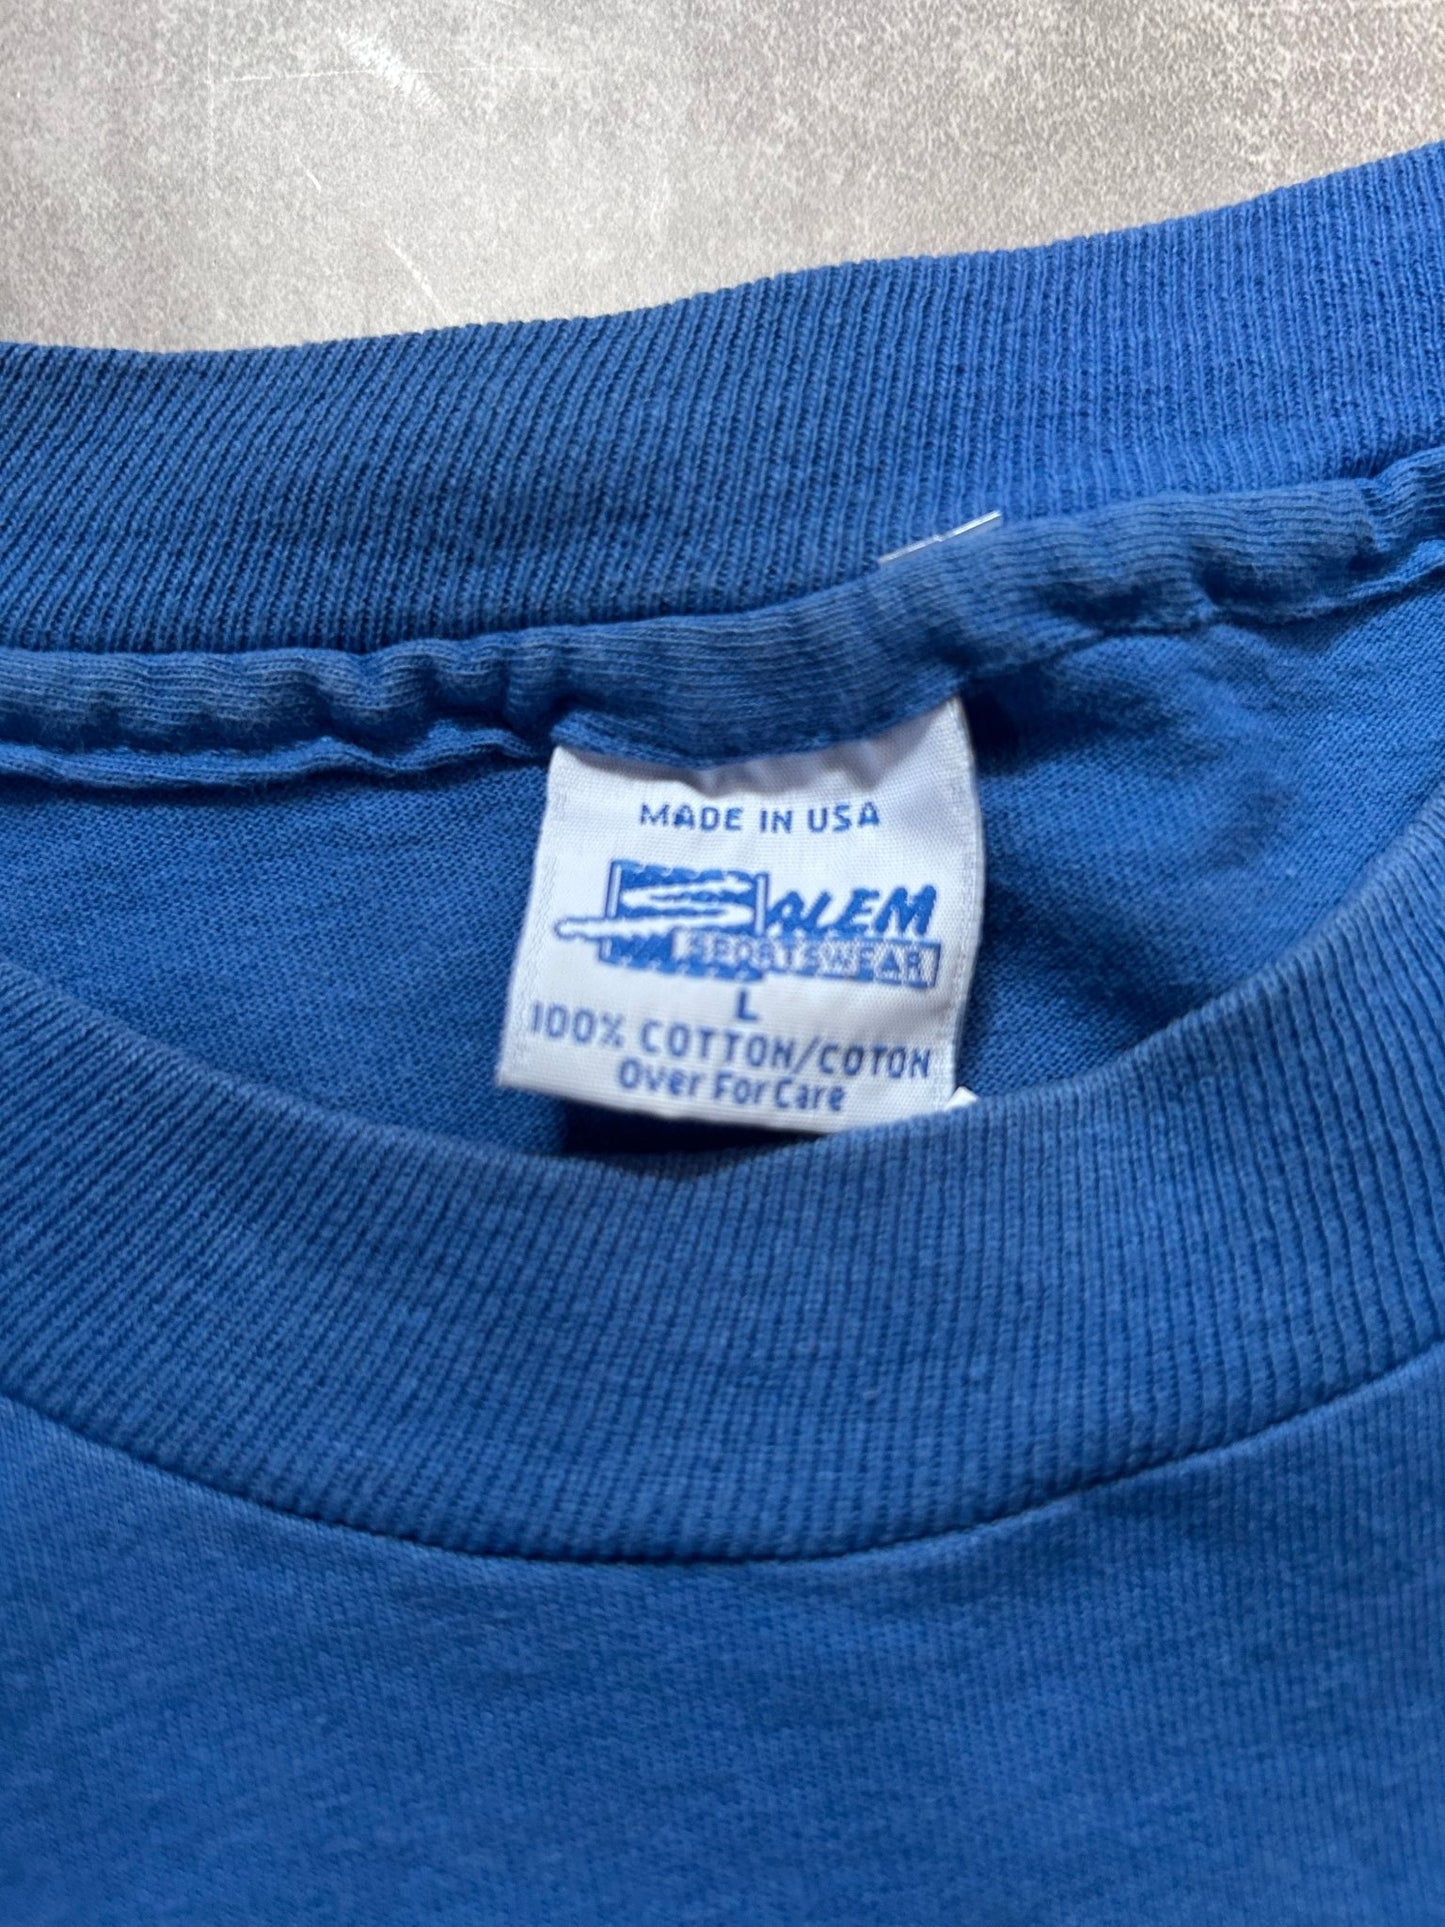 MADE IN USA
SALEM
SPORTSWEAR
L
100% COTTON/COTON
Over For Care